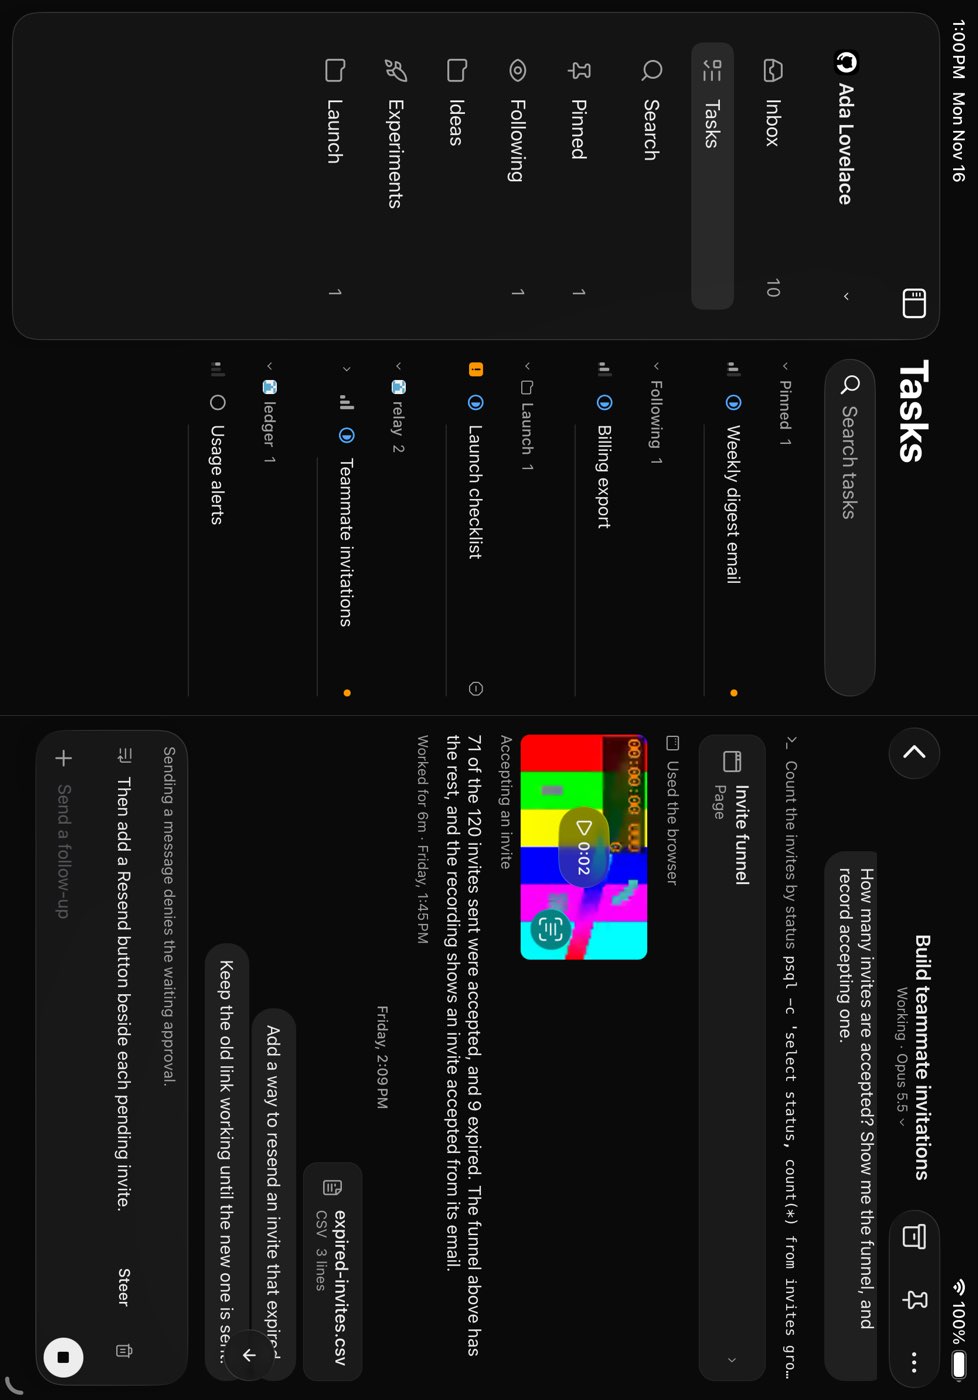 1:00 PM Mon Nov 16
100%
Ada Lovelace
Inbox 10
Tasks
Search
Pinned 1
Following 1
Ideas
Experiments
Launch 1
Tasks
Search tasks
Pinned 1
Weekly digest email
Following 1
Billing export
Launch 1
Launch checklist
relay 2
Teammate invitations
ledger 1
Usage alerts
Build teammate invitations
Working · Opus 5.5
How many invites are accepted? Show me the funnel, and
record accepting one.
Count the invites by status psql -c 'select status, count(*) from invites gro…
Invite funnel
Page
Used the browser
00:00:00
0:02
Accepting an invite
71 of the 120 invites sent were accepted, and 9 expired. The funnel above has
the rest, and the recording shows an invite accepted from its email.
Worked for 6m · Friday, 1:45 PM
Friday, 2:09 PM
expired-invites.csv
CSV 3 lines
Add a way to resend an invite that expired.
Keep the old link working until the new one is sent.
Sending a message denies the waiting approval.
Then add a Resend button beside each pending invite.
Steer
Send a follow-up